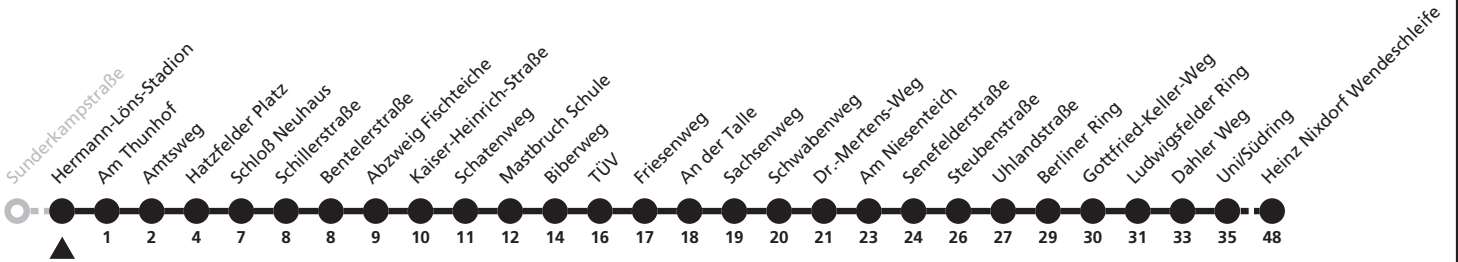 Sunderkampstraße
Hermann-Löns-Stadion
Am Thunhof
Amtsweg
Hatzfelder Platz
Schloß Neuhaus
Schillerstraße
Bentelerstraße
Abzweig Fischteiche
Kaiser-Heinrich-Straße
Schatenweg
Mastbruch Schule
Biberweg
TÜV
Friesenweg
An der Talle
Sachsenweg
Schwabenweg
Dr.-Mertens-Weg
Am Niesenteich
Senefelderstraße
Steubenstraße
Uhlandstraße
Berliner Ring
Gottfried-Keller-Weg
Ludwigsfelder Ring
Dahler Weg
Uni/Südring
Heinz Nixdorf Wendeschleife
1 2 4 7 8 8 9 10 11 12 14 16 17 18 19 20 21 23 24 26 27 29 30 31 33 35 48